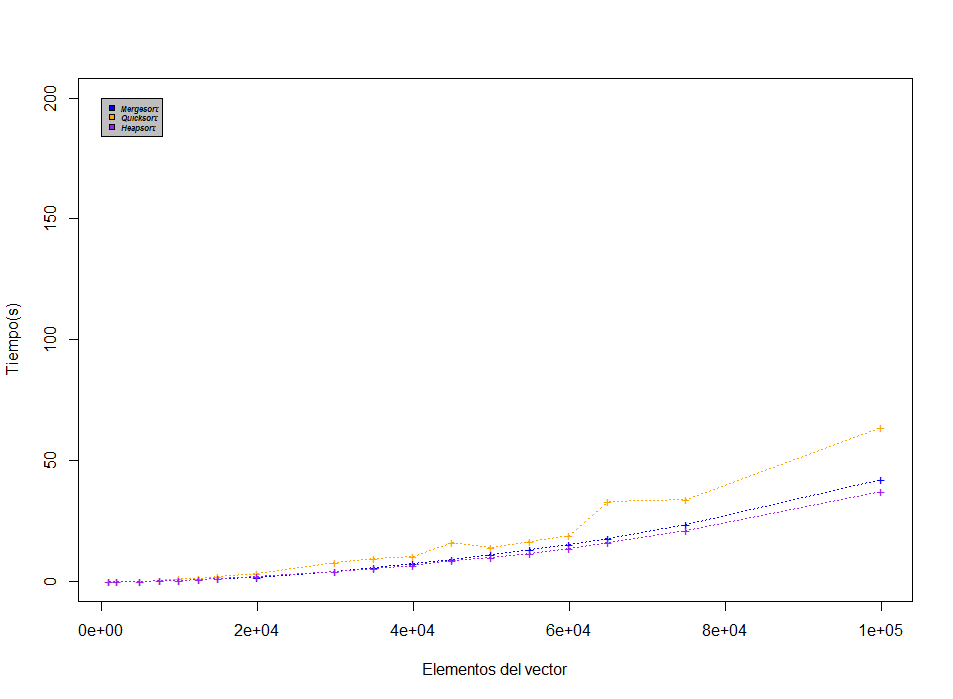 200
150
100
50
0
Tiempo(s)
Mergesort
Quicksort
Heapsort
0e+00 2e+04 4e+04 6e+04 8e+04 1e+05
Elementos del vector